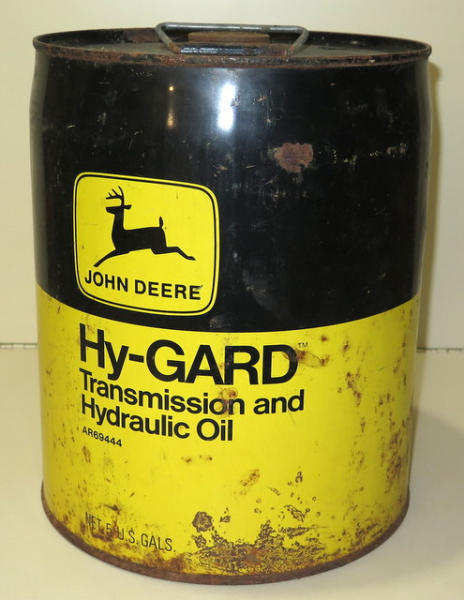 JOHN DEERE
Hy-GARD™
Transmission and
Hydraulic Oil
AR69444
NET 5 U.S. GALS.